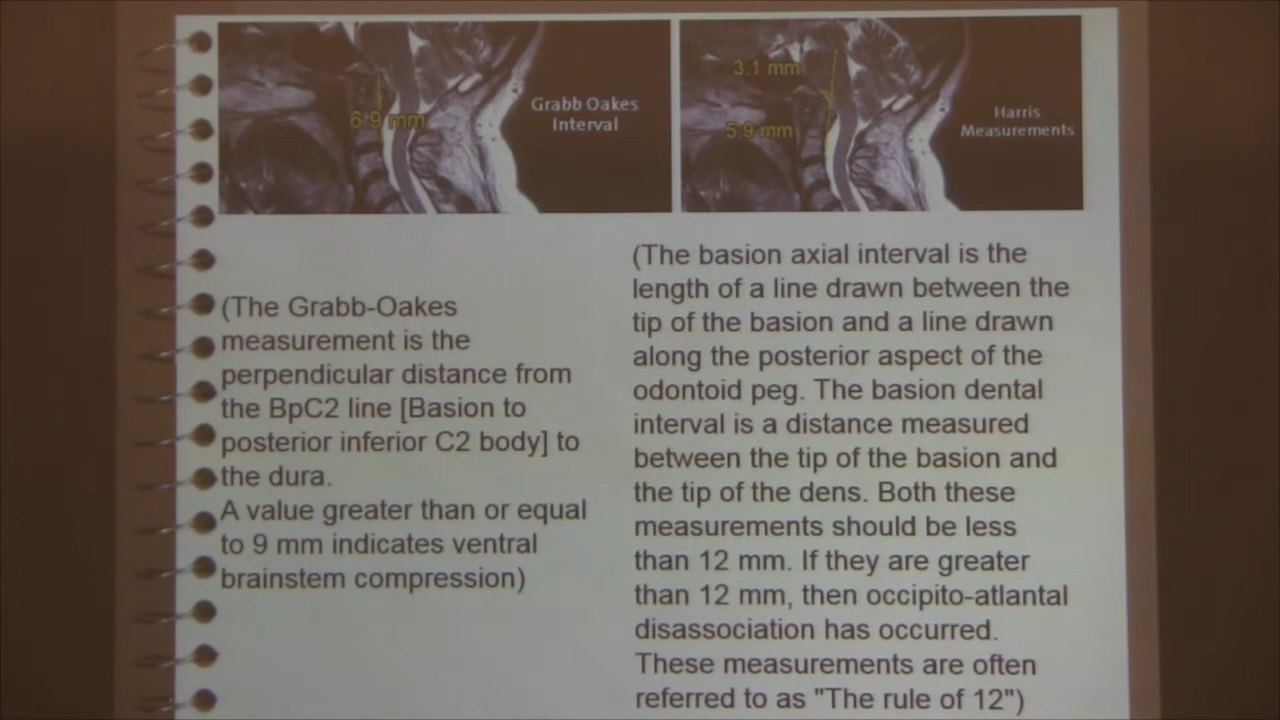 6.9 mm
Grabb Oakes
Interval
3.1 mm
5.9 mm
Harris
Measurements
(The Grabb-Oakes
measurement is the
perpendicular distance from
the BpC2 line [Basion to
posterior inferior C2 body] to
the dura.
A value greater than or equal
to 9 mm indicates ventral
brainstem compression)
(The basion axial interval is the
length of a line drawn between the
tip of the basion and a line drawn
along the posterior aspect of the
odontoid peg. The basion dental
interval is a distance measured
between the tip of the basion and
the tip of the dens. Both these
measurements should be less
than 12 mm. If they are greater
than 12 mm, then occipito-atlantal
disassociation has occurred.
These measurements are often
referred to as "The rule of 12")